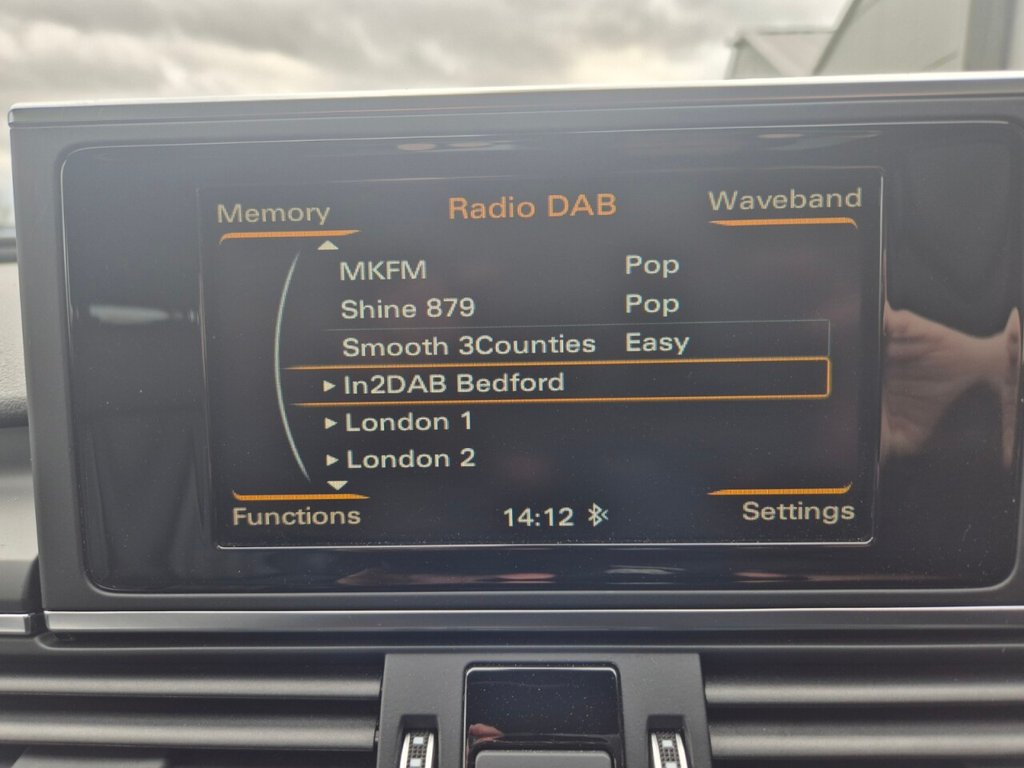 Memory Radio DAB Waveband
MKFM Pop
Shine 879 Pop
Smooth 3Counties Easy
In2DAB Bedford
London 1
London 2
Functions 14:12 Settings